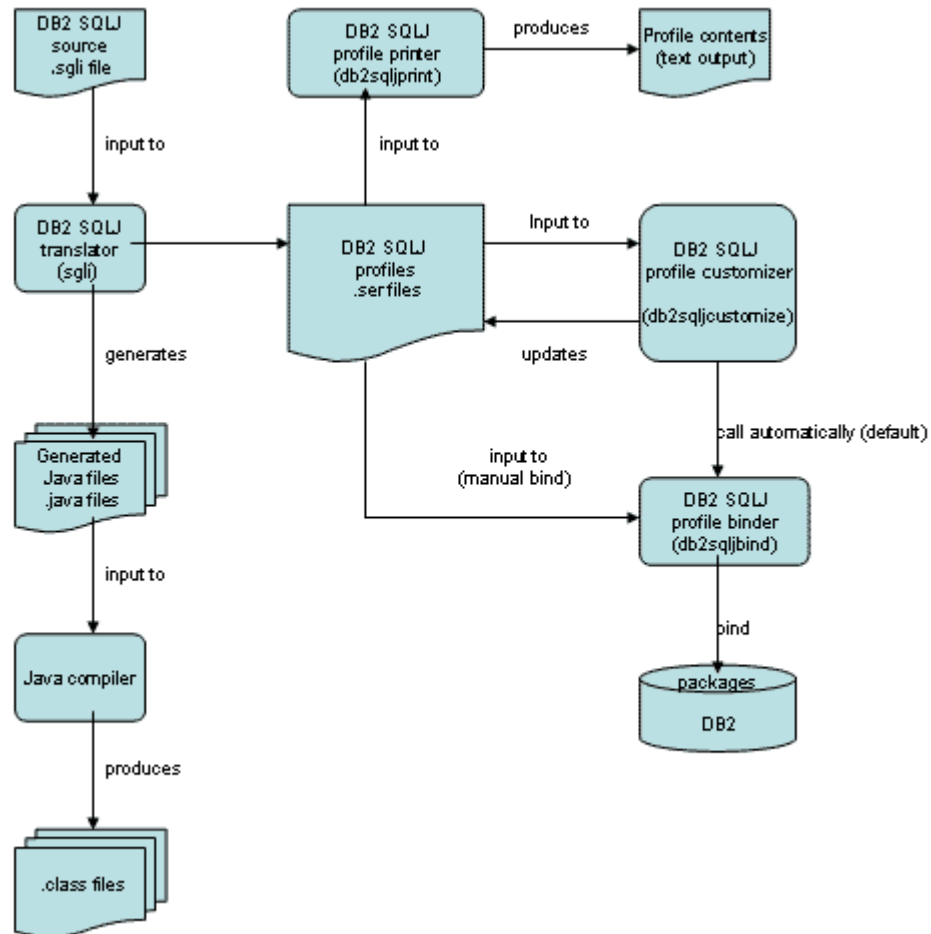 DB2 SQLJ
source
.sgli file
DB2 SQLJ
profile printer
(db2sqljprint)
produces
Profile contents
(text output)
input to
input to
DB2 SQLJ
translator
(sgli)
DB2 SQLJ
profiles
.ser files
Input to
DB2 SQLJ
profile customizer
(db2sqljcustomize)
updates
generates
call automatically (default)
Generated
Java files
.java files
input to
(manual bind)
DB2 SQLJ
profile binder
(db2sqljbind)
input to
bind
Java compiler
packages
DB2
produces
.class files